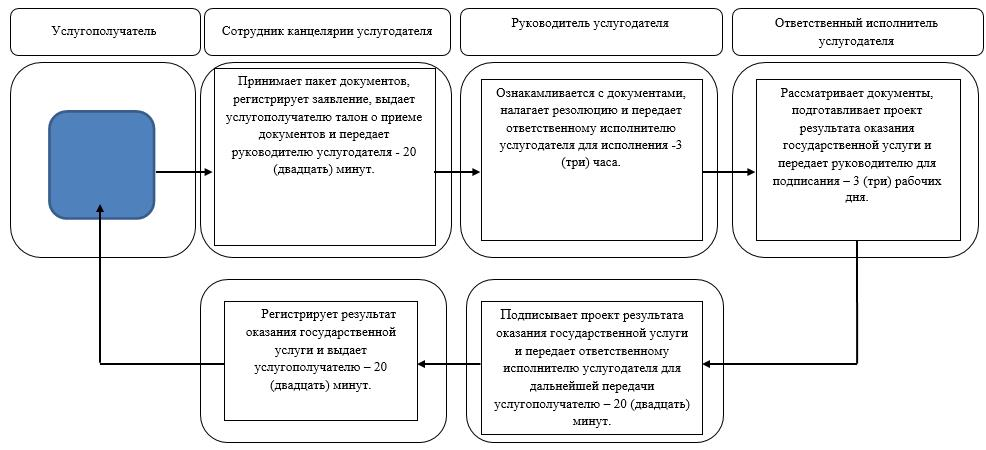 Услугополучатель
Сотрудник канцелярии услугодателя
Руководитель услугодателя
Ответственный исполнитель
услугодателя
Принимает пакет документов,
регистрирует заявление, выдает
услугополучателю талон о приеме
документов и передает
руководителю услугодателя - 20
(двадцать) минут.
Ознакамливается с документами,
налагает резолюцию и передает
ответственному исполнителю
услугодателя для исполнения -3
(три) часа.
Рассматривает документы,
подготавливает проект
результата оказания
государственной услуги и
передает руководителю для
подписания – 3 (три) рабочих
дня.
Регистрирует результат
оказания государственной
услуги и выдает
услугополучателю – 20
(двадцать) минут.
Подписывает проект результата
оказания государственной услуги
и передает ответственному
исполнителю услугодателя для
дальнейшей передачи
услугополучателю – 20 (двадцать)
минут.